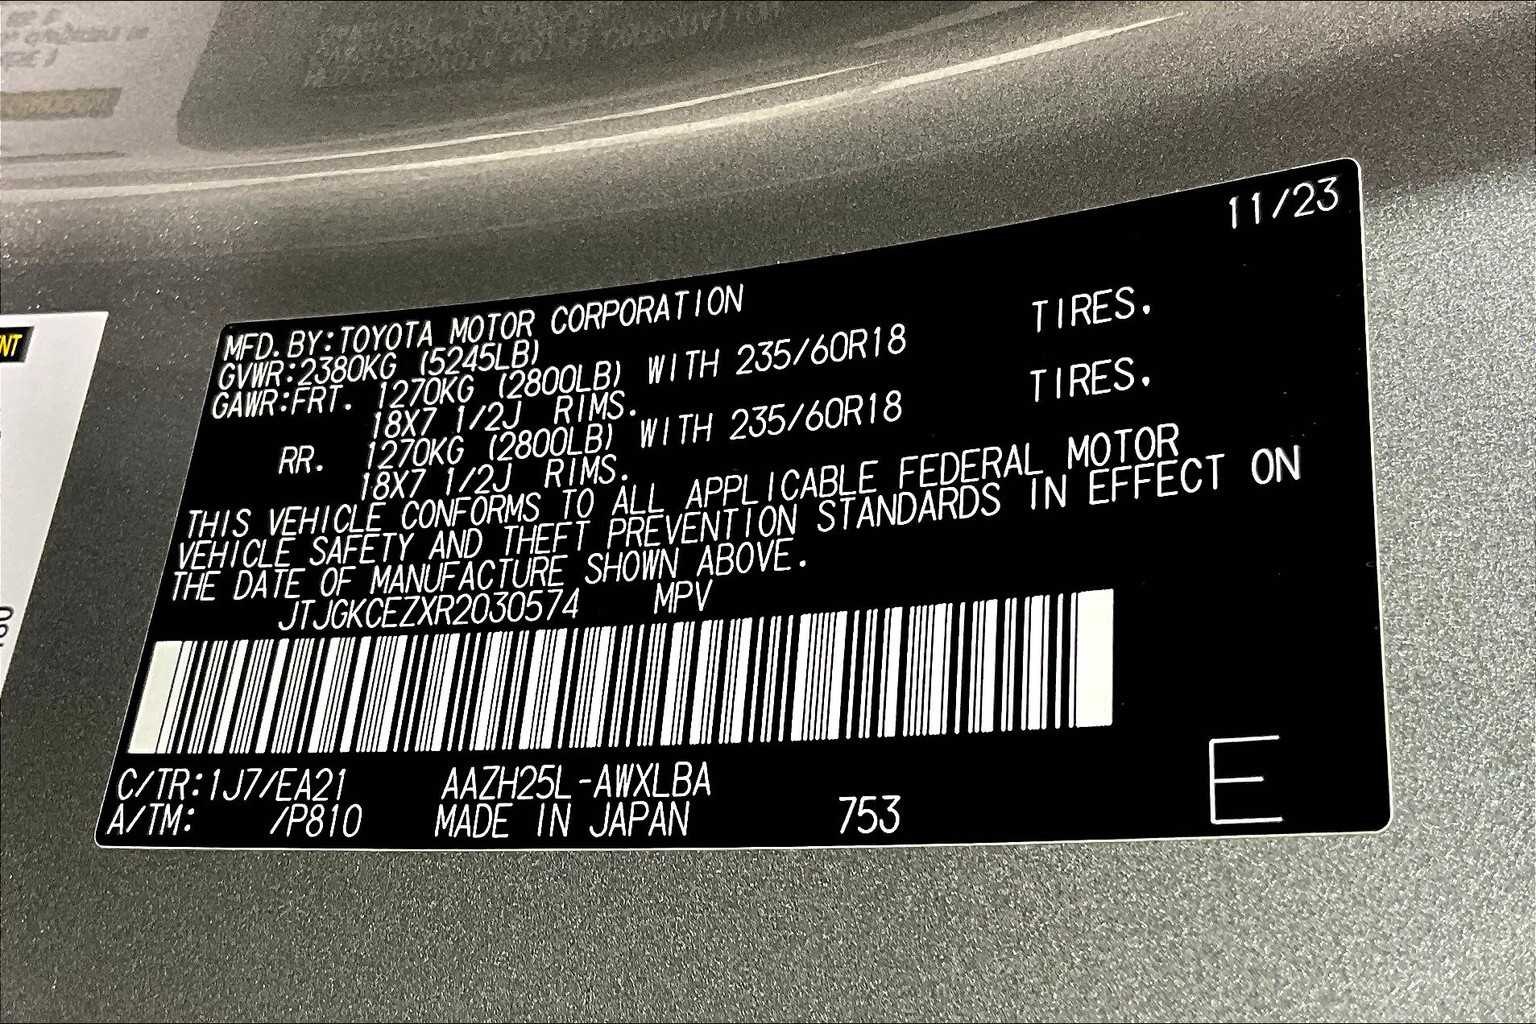 11/23
MFD.BY:TOYOTA MOTOR CORPORATION
GVWR:2380KG (5245LB)
GAWR:FRT. 1270KG (2800LB) WITH 235/60R18 TIRES.
18X7 1/2J RIMS.
RR. 1270KG (2800LB) WITH 235/60R18 TIRES.
18X7 1/2J RIMS.
THIS VEHICLE CONFORMS TO ALL APPLICABLE FEDERAL MOTOR
VEHICLE SAFETY AND THEFT PREVENTION STANDARDS IN EFFECT ON
THE DATE OF MANUFACTURE SHOWN ABOVE.
JTJGKCEZXR2030574 MPV
C/TR:1J7/EA21 AAZH25L-AWXLBA
A/TM: /P810 MADE IN JAPAN 753
E